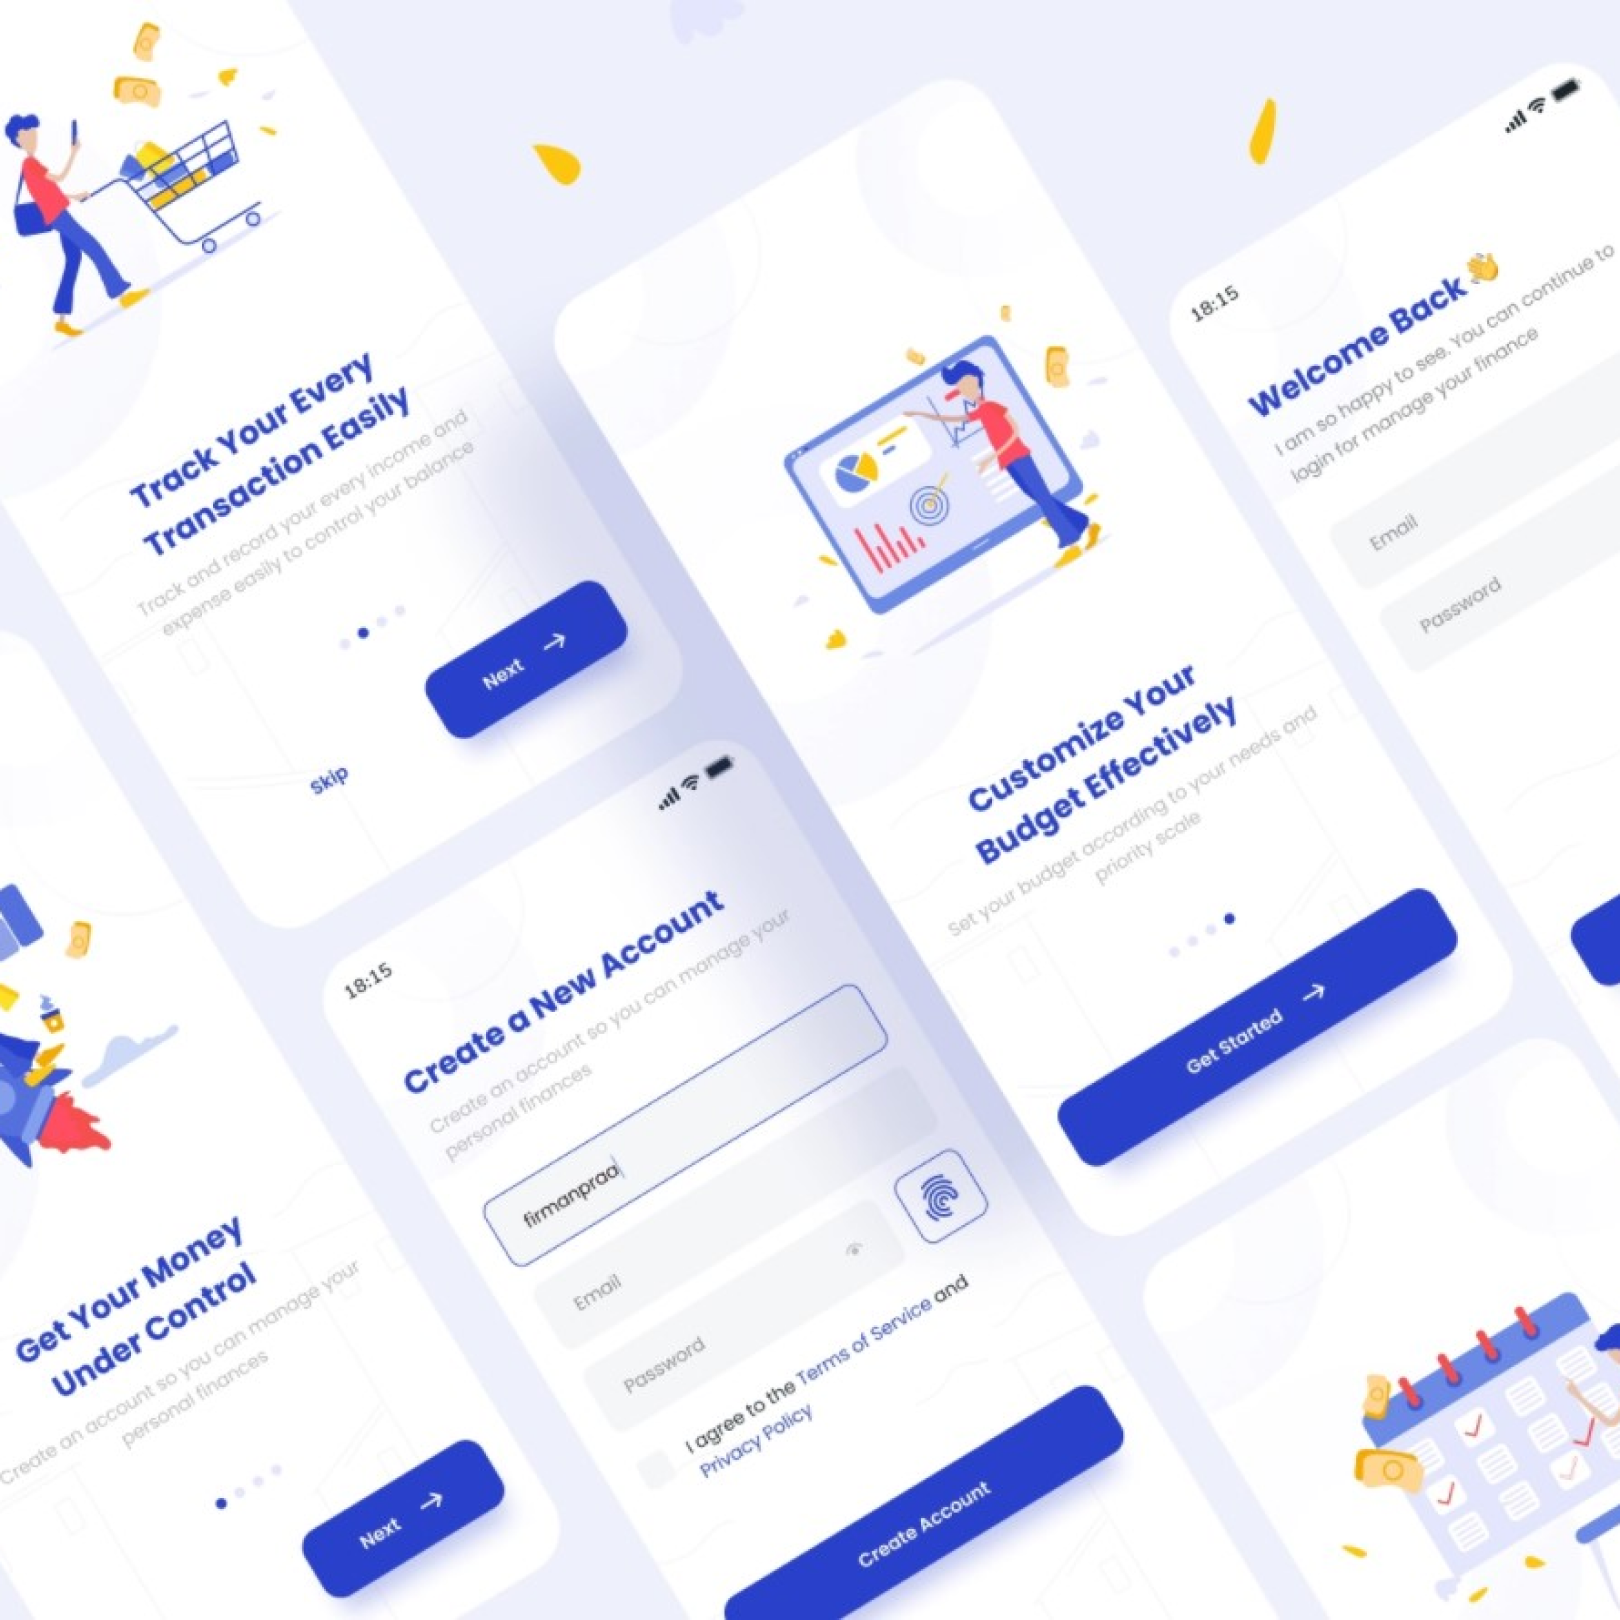 Track Your Every
Transaction Easily
Track and record your every income and
expense easily to control your balance
Next
skip
Get Your Money
Under Control
Create an account so you can manage your
personal finances
Next
18:15
Create a New Account
Create an account so you can manage your
personal finances
firmanpraa
Email
Password
I agree to the Terms of Service and
Privacy Policy
Create Account
Customize Your
Budget Effectively
Set your budget according to your needs and
priority scale
Get Started
18:15
Welcome Back 👋
I am so happy to see. You can continue to
login for manage your finance
Email
Password